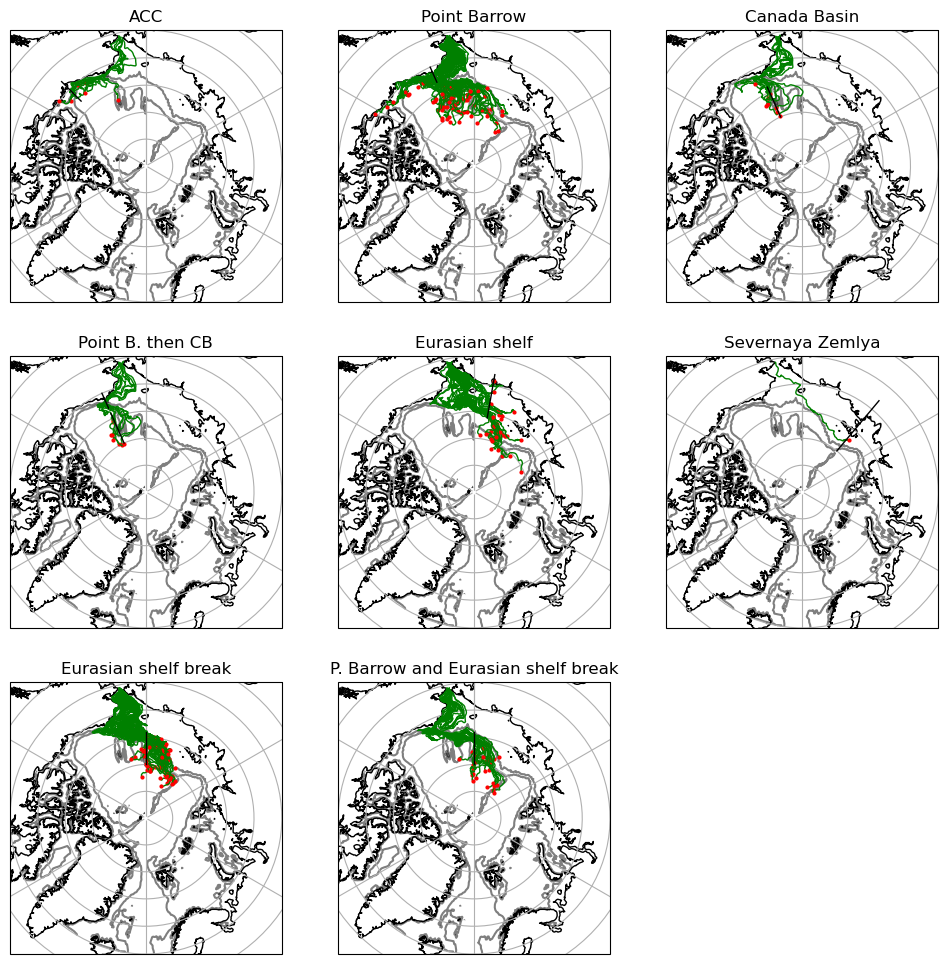 ACC
Point Barrow
Canada Basin
Point B. then CB
Eurasian shelf
Severnaya Zemlya
Eurasian shelf break
P. Barrow and Eurasian shelf break